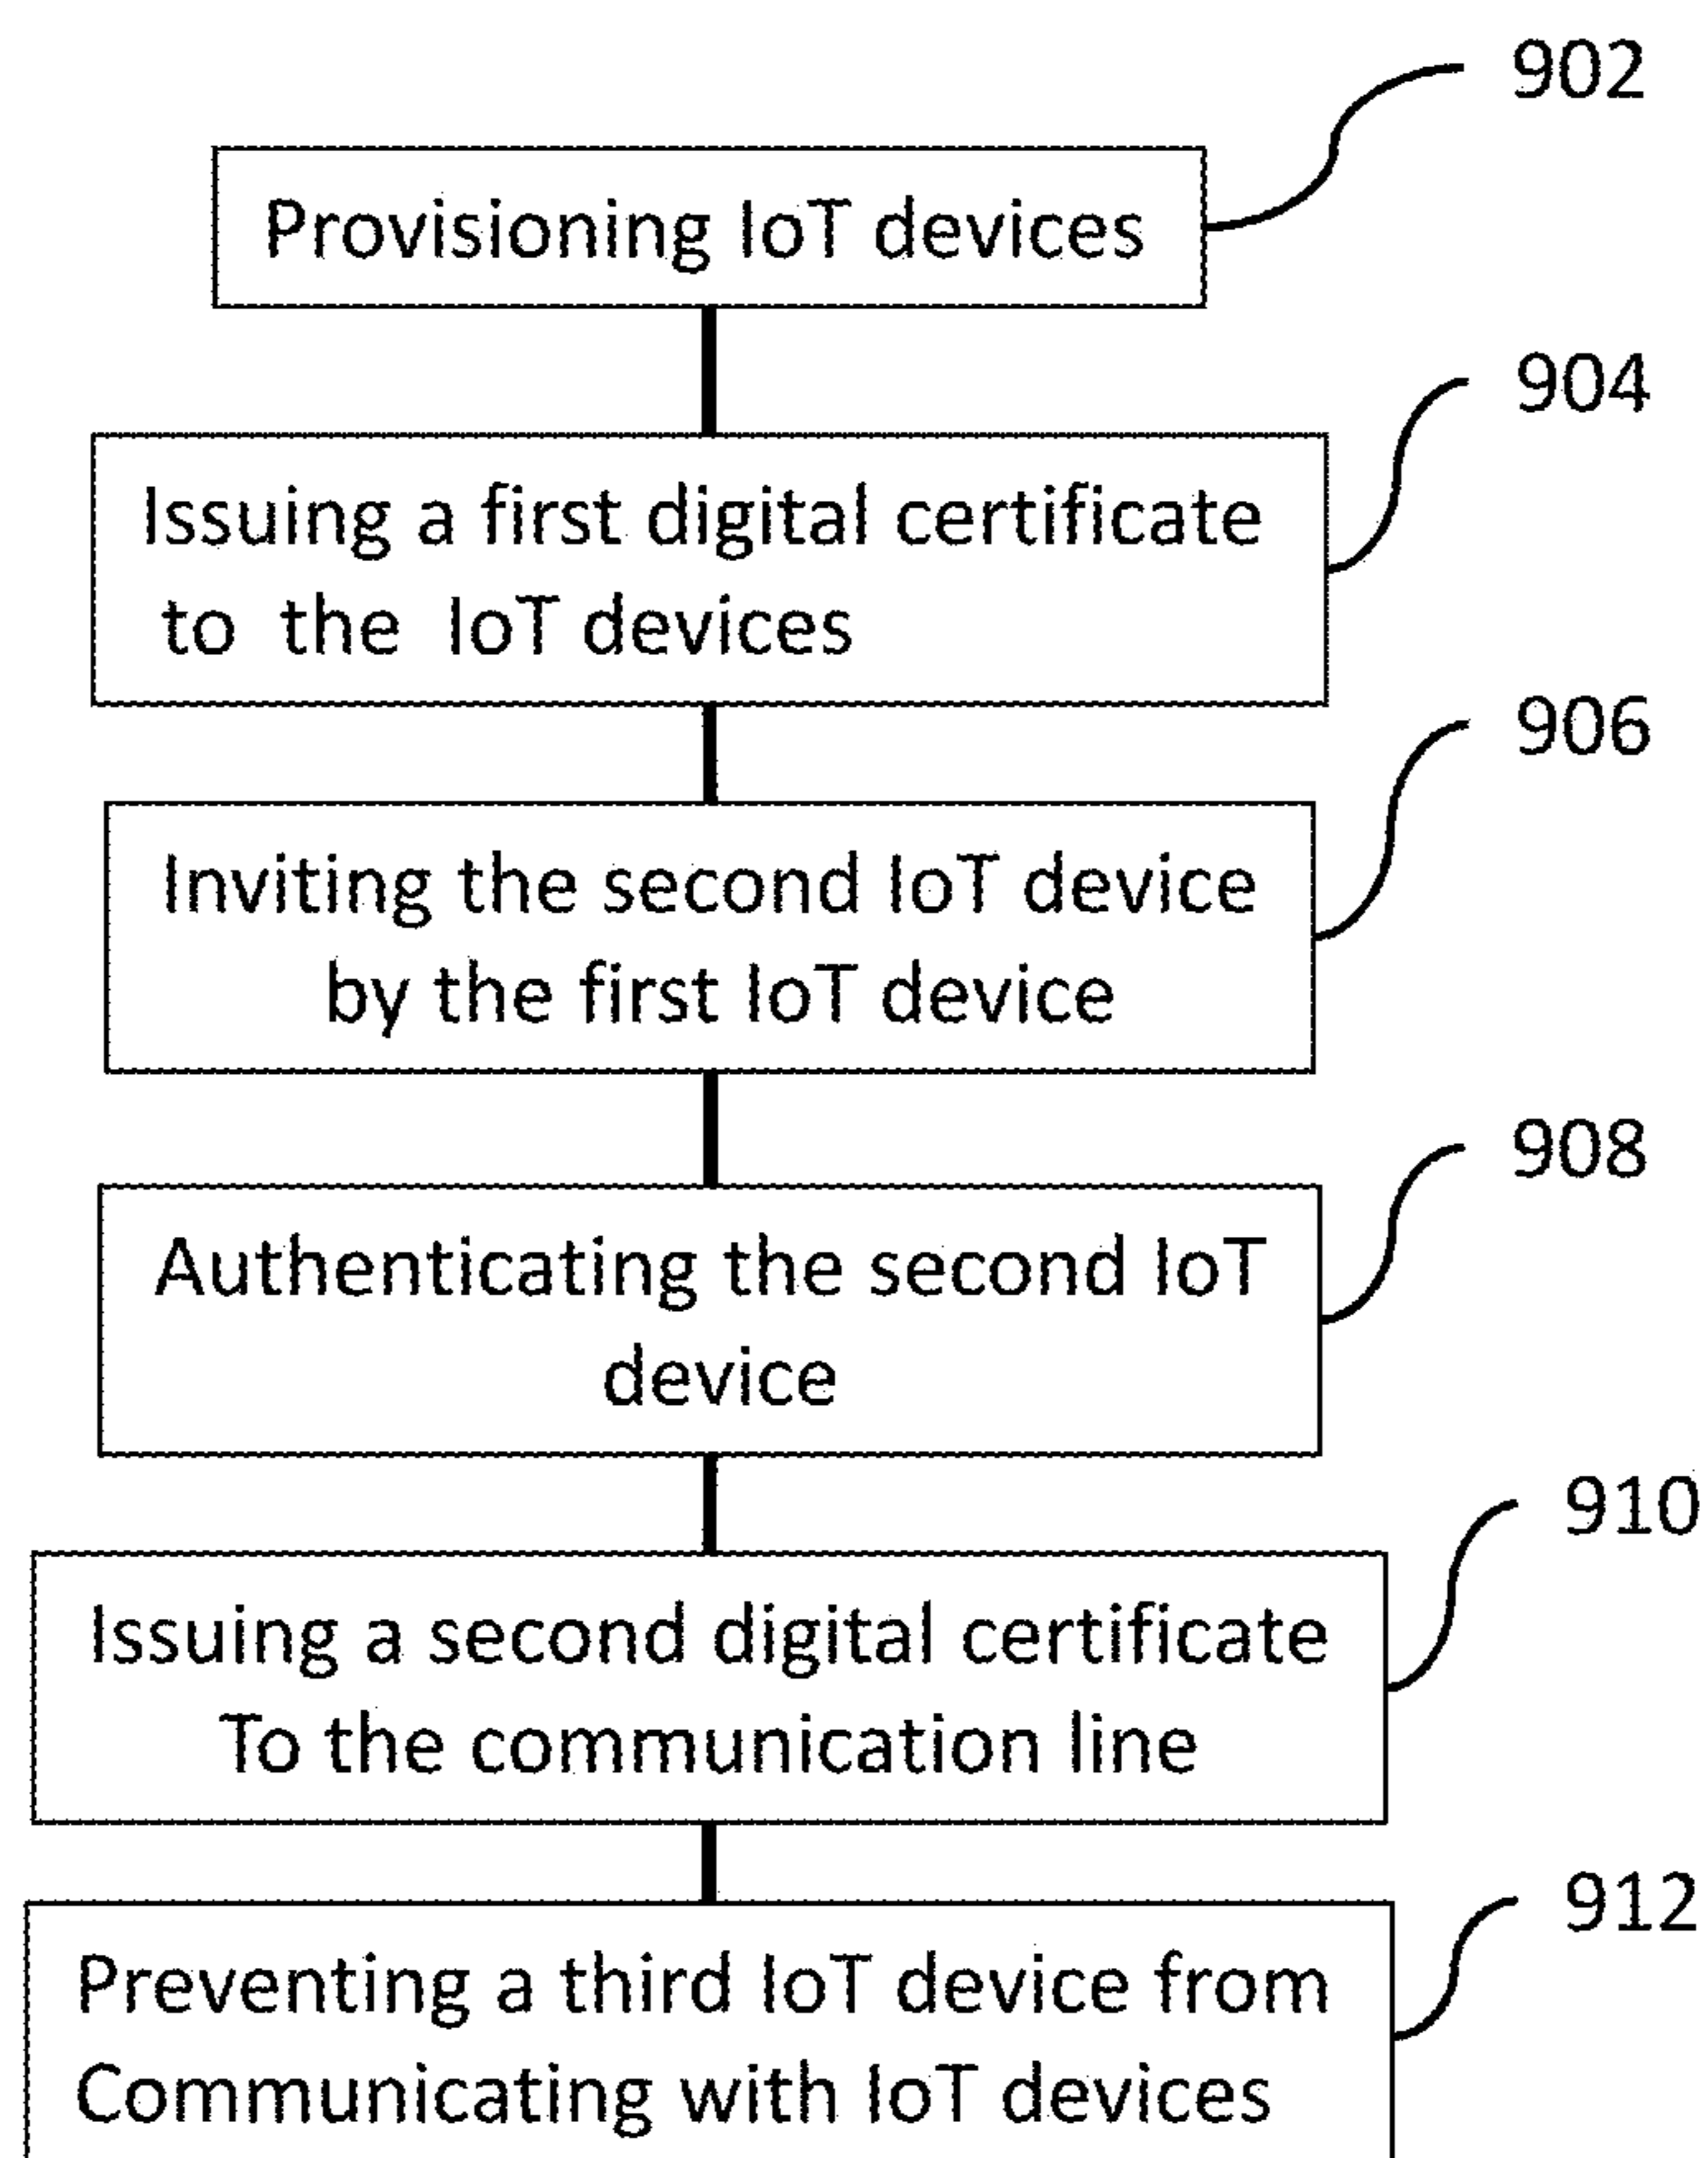 902
Provisioning IoT devices
904
Issuing a first digital certificate
to the IoT devices
906
Inviting the second IoT device
by the first IoT device
908
Authenticating the second IoT
device
910
Issuing a second digital certificate
To the communication line
912
Preventing a third IoT device from
Communicating with IoT devices